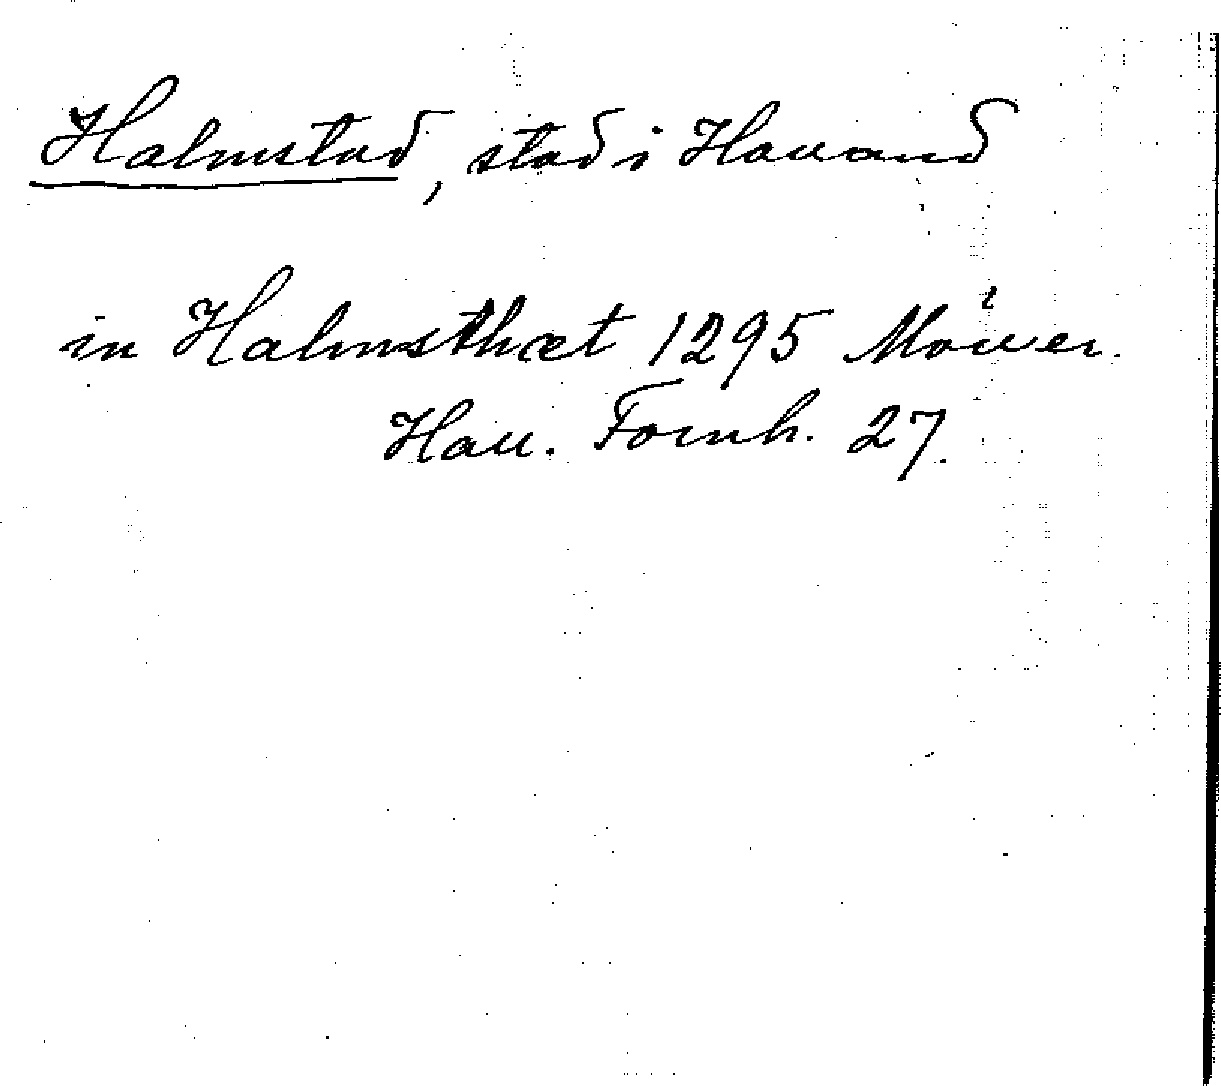 Halmstad, stad i Halland
in Halmsthæt 1295 Möller.
Hall. Fornh. 27.